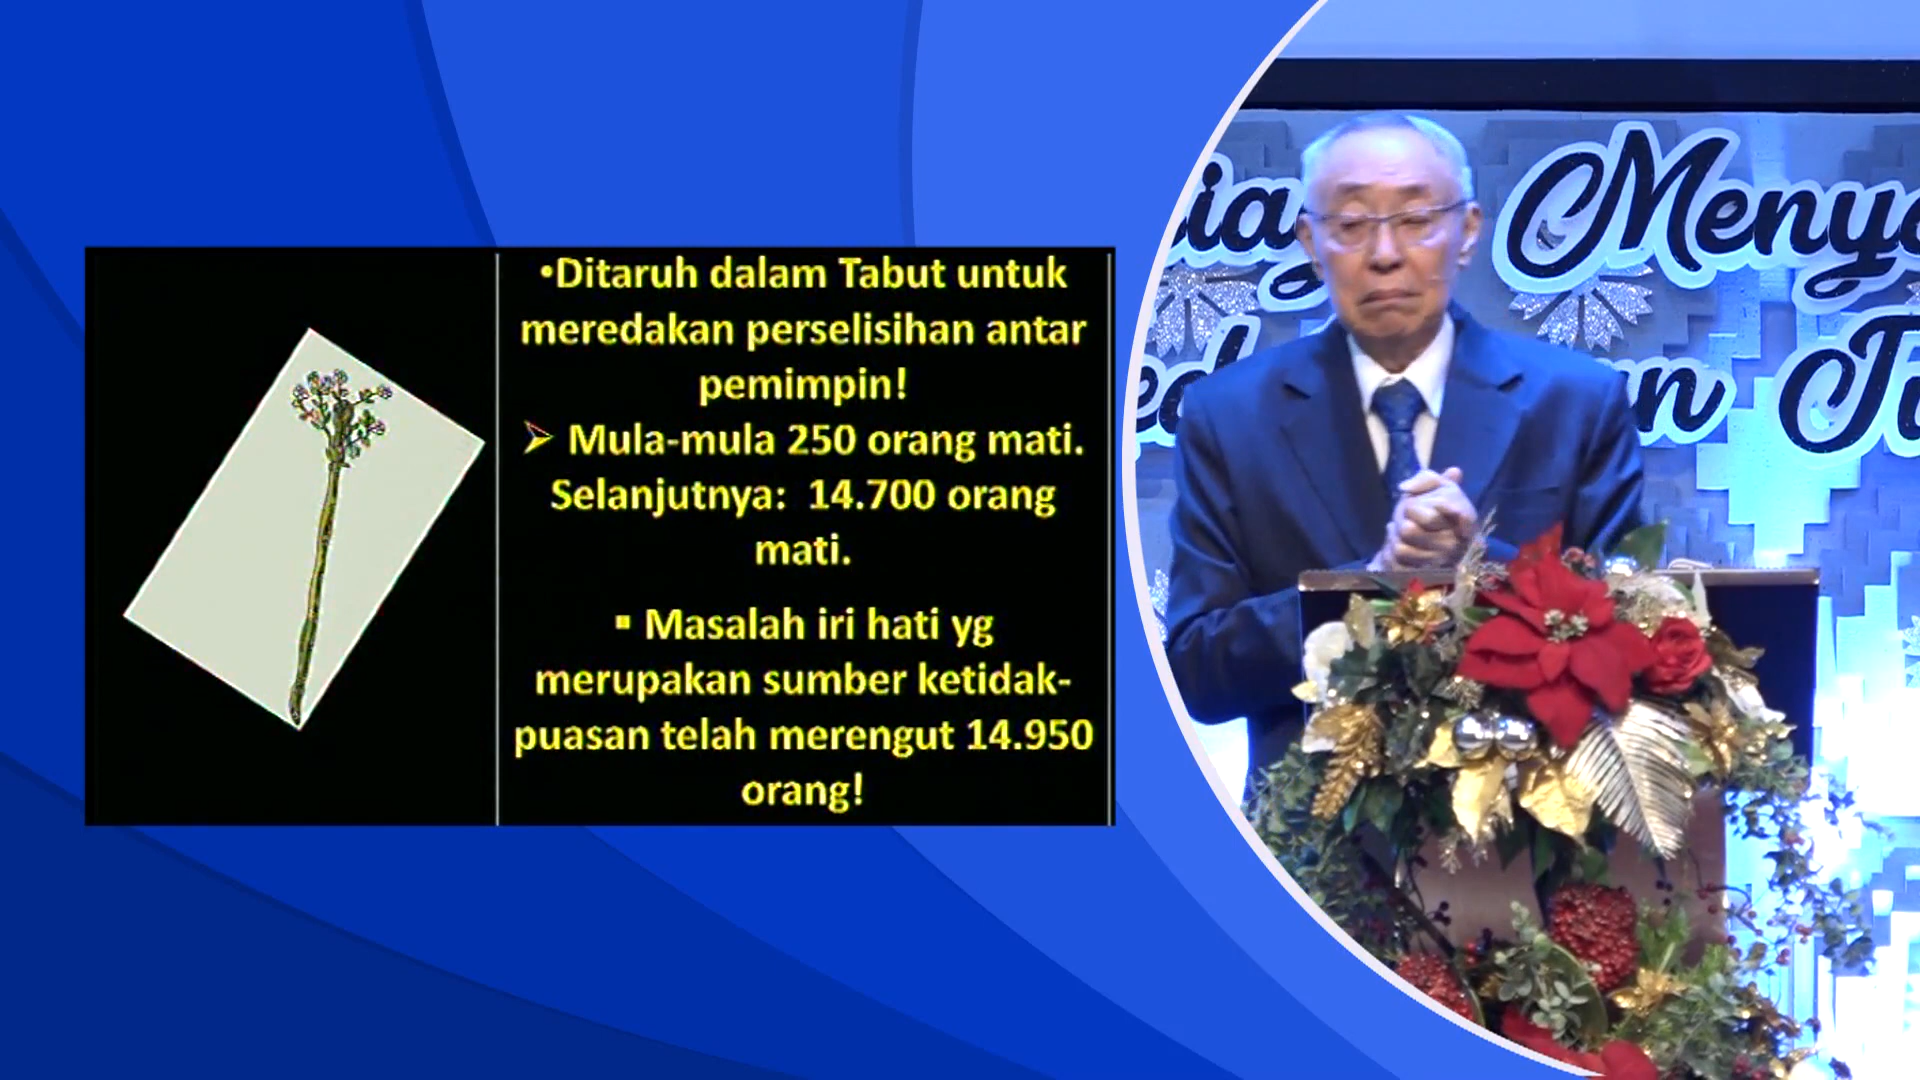 •Ditaruh dalam Tabut untuk
meredakan perselisihan antar
pemimpin!
➢ Mula-mula 250 orang mati.
Selanjutnya: 14.700 orang
mati.
▪ Masalah iri hati yg
merupakan sumber ketidak-
puasan telah merengut 14.950
orang!